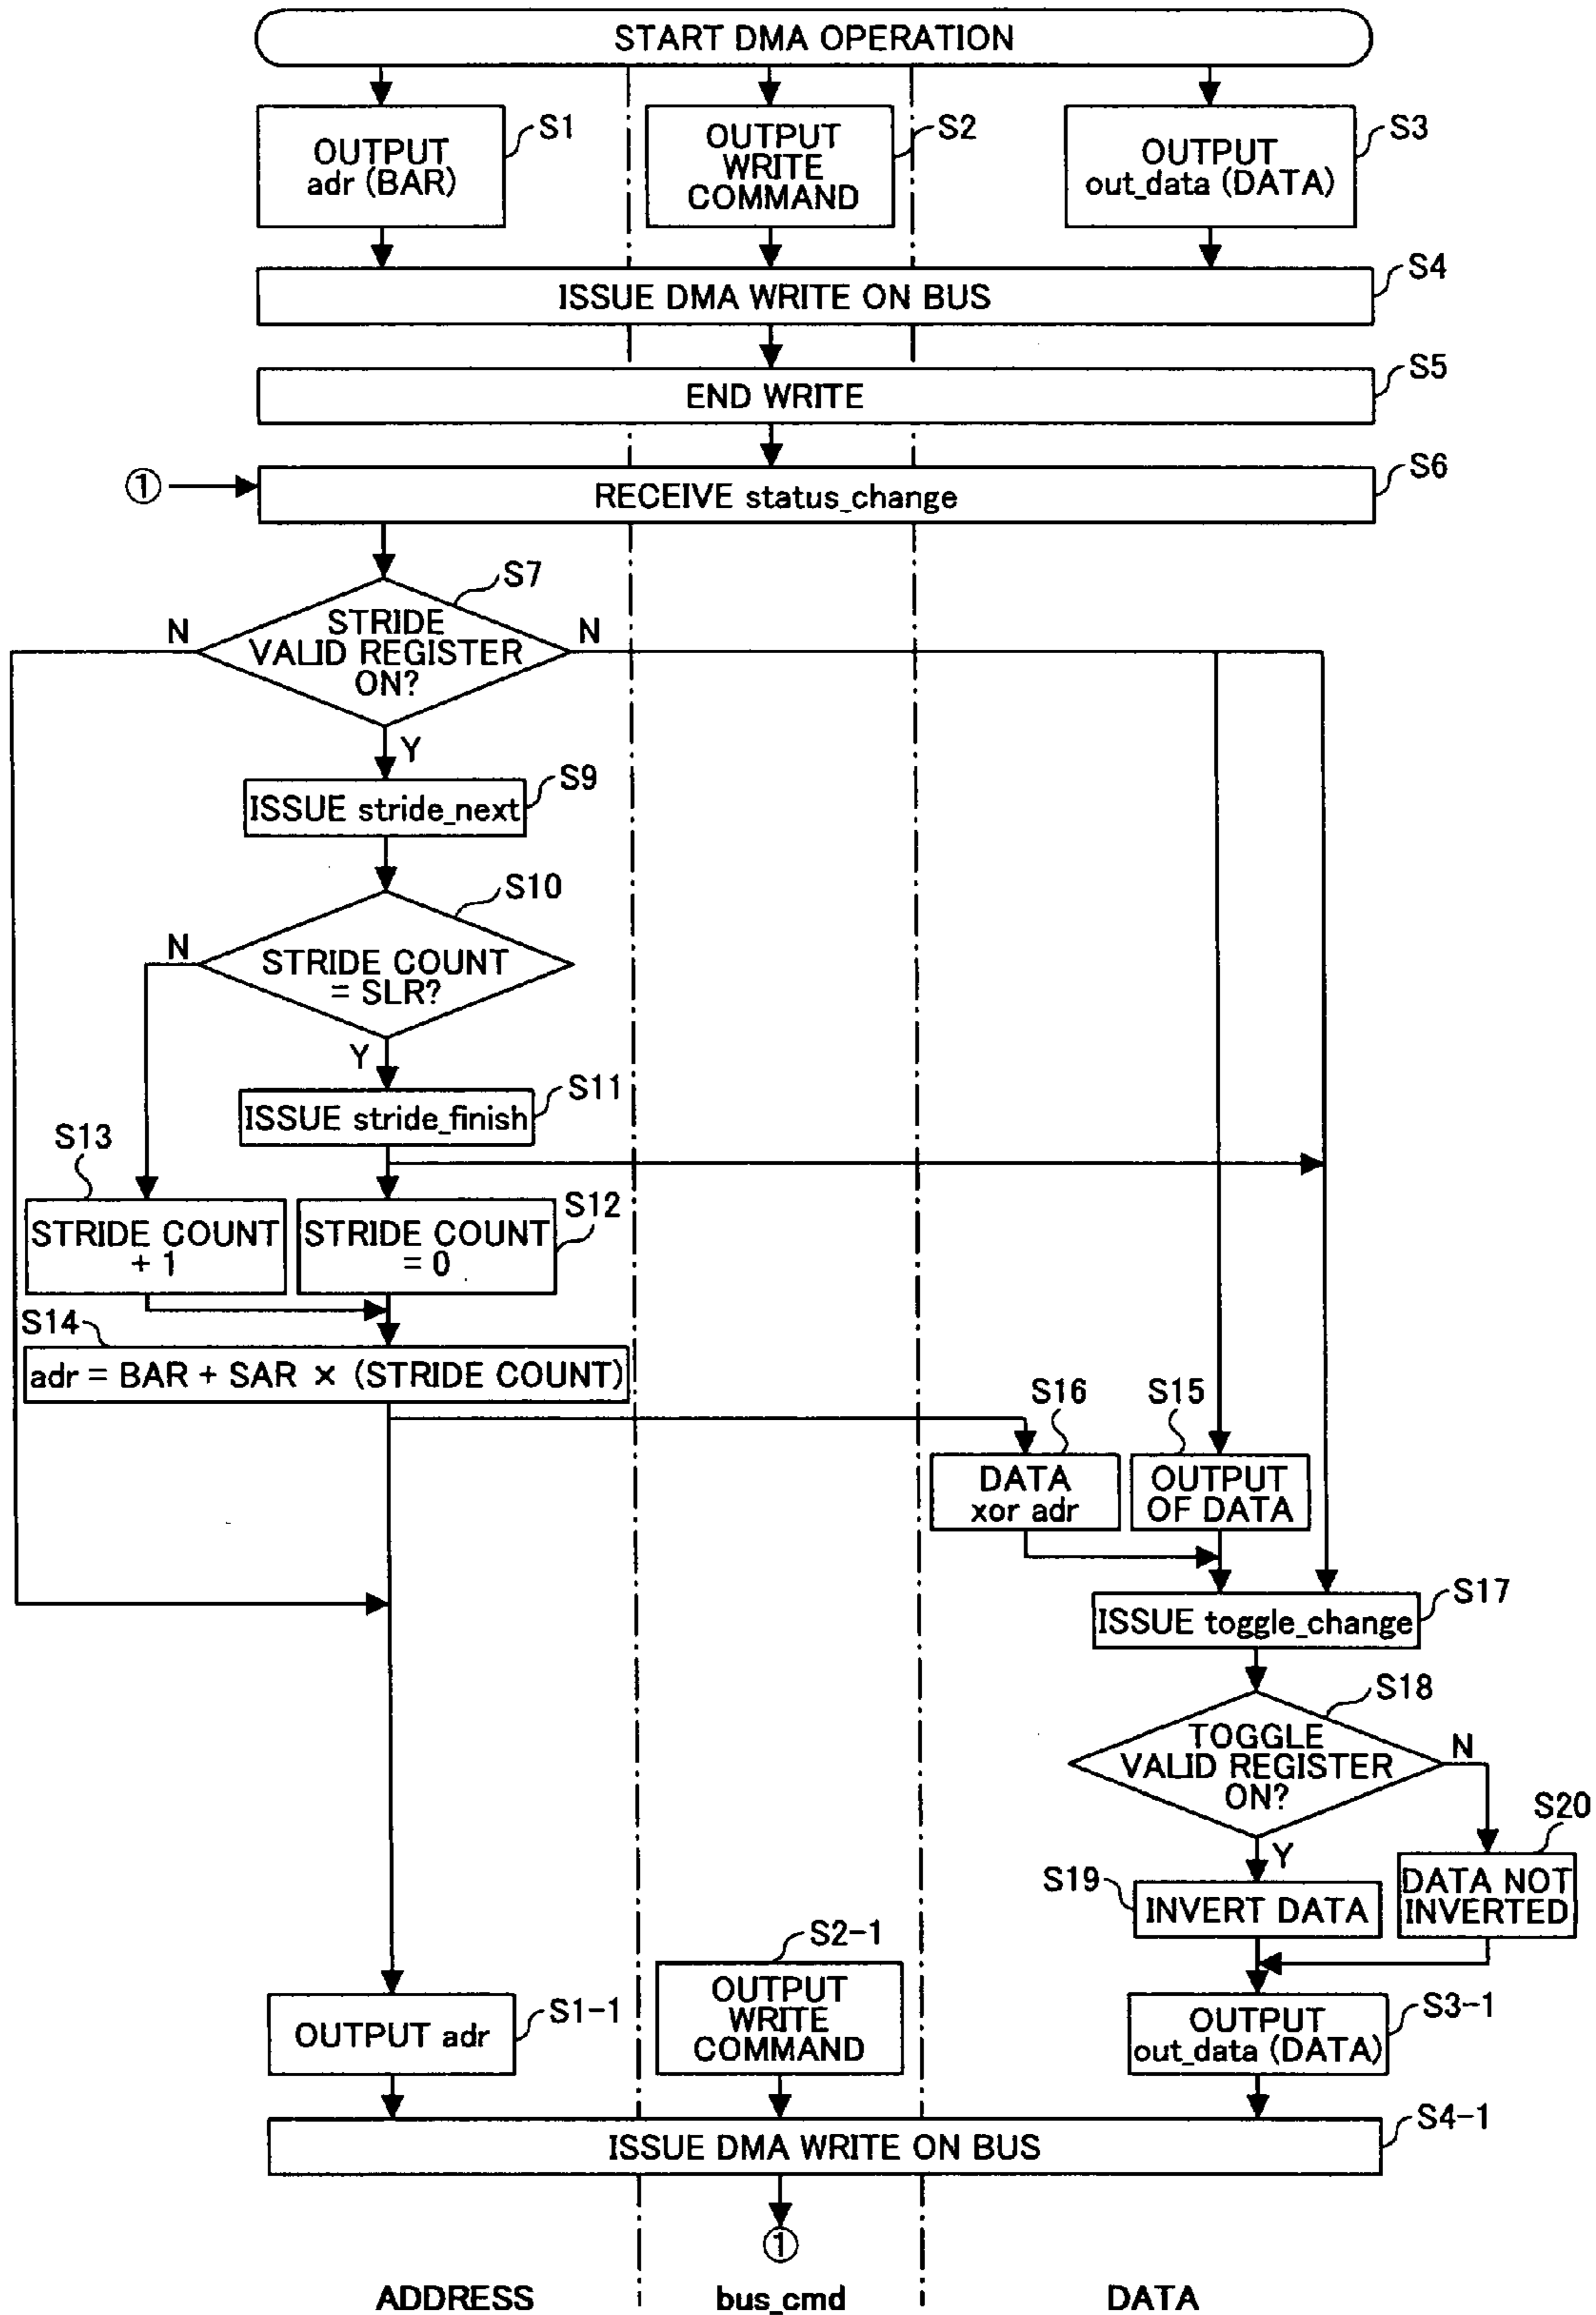 START DMA OPERATION
S1
OUTPUT
adr (BAR)
S2
OUTPUT
WRITE
COMMAND
S3
OUTPUT
out_data (DATA)
S4
ISSUE DMA WRITE ON BUS
S5
END WRITE
S6
①
RECEIVE status_change
S7
N
STRIDE
VALID REGISTER
ON?
N
Y
S9
ISSUE stride_next
S10
N
STRIDE COUNT
= SLR?
Y
S11
ISSUE stride_finish
S13
STRIDE COUNT
+ 1
S12
STRIDE COUNT
= 0
S14
adr = BAR + SAR × (STRIDE COUNT)
S16
DATA
xor adr
S15
OUTPUT
OF DATA
S17
ISSUE toggle_change
S18
TOGGLE
VALID REGISTER
ON?
N
Y
S20
DATA NOT
INVERTED
S19
INVERT DATA
S1-1
OUTPUT adr
S2-1
OUTPUT
WRITE
COMMAND
S3-1
OUTPUT
out_data (DATA)
S4-1
ISSUE DMA WRITE ON BUS
①
ADDRESS
bus_cmd
DATA